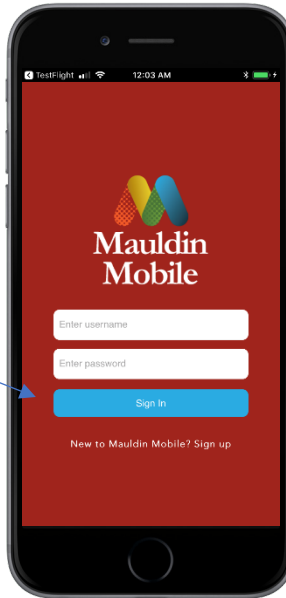 TestFlight
12:03 AM
Mauldin
Mobile
Enter username
Enter password
Sign In
New to Mauldin Mobile? Sign up